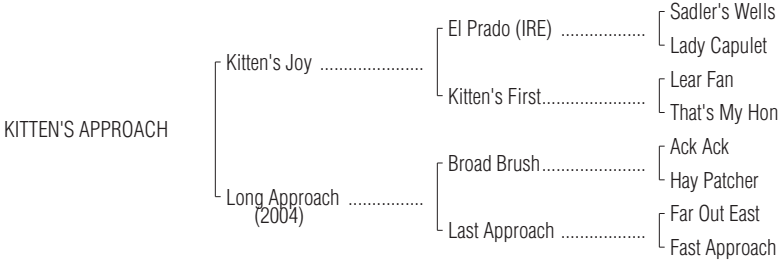 Sadler's Wells
El Prado (IRE) ...................
Lady Capulet
Kitten's Joy ......................
Lear Fan
Kitten's First......................
That's My Hon
KITTEN'S APPROACH
Ack Ack
Broad Brush......................
Hay Patcher
Long Approach ................
(2004)
Far Out East
Last Approach ..................
Fast Approach